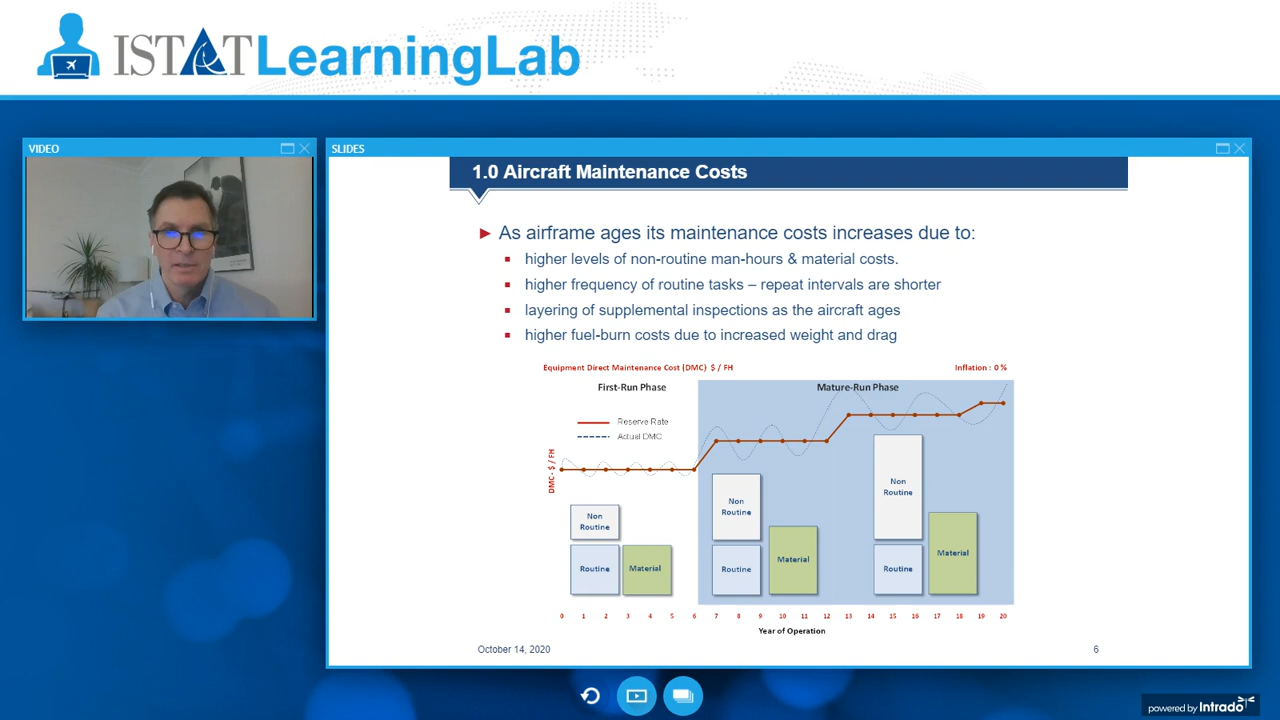 ISTAT LearningLab
VIDEO
SLIDES
1.0 Aircraft Maintenance Costs
As airframe ages its maintenance costs increases due to:
higher levels of non-routine man-hours & material costs.
higher frequency of routine tasks – repeat intervals are shorter
layering of supplemental inspections as the aircraft ages
higher fuel-burn costs due to increased weight and drag
Equipment Direct Maintenance Cost (DMC) $ / FH
Inflation : 0 %
First-Run Phase
Mature-Run Phase
Reserve Rate
Actual DMC
DMC - $ / FH
Non
Routine
Routine
Material
Non
Routine
Routine
Material
Non
Routine
Routine
Material
0 1 2 3 4 5 6 7 8 9 10 11 12 13 14 15 16 17 18 19 20
Year of Operation
October 14, 2020
6
powered by Intrado